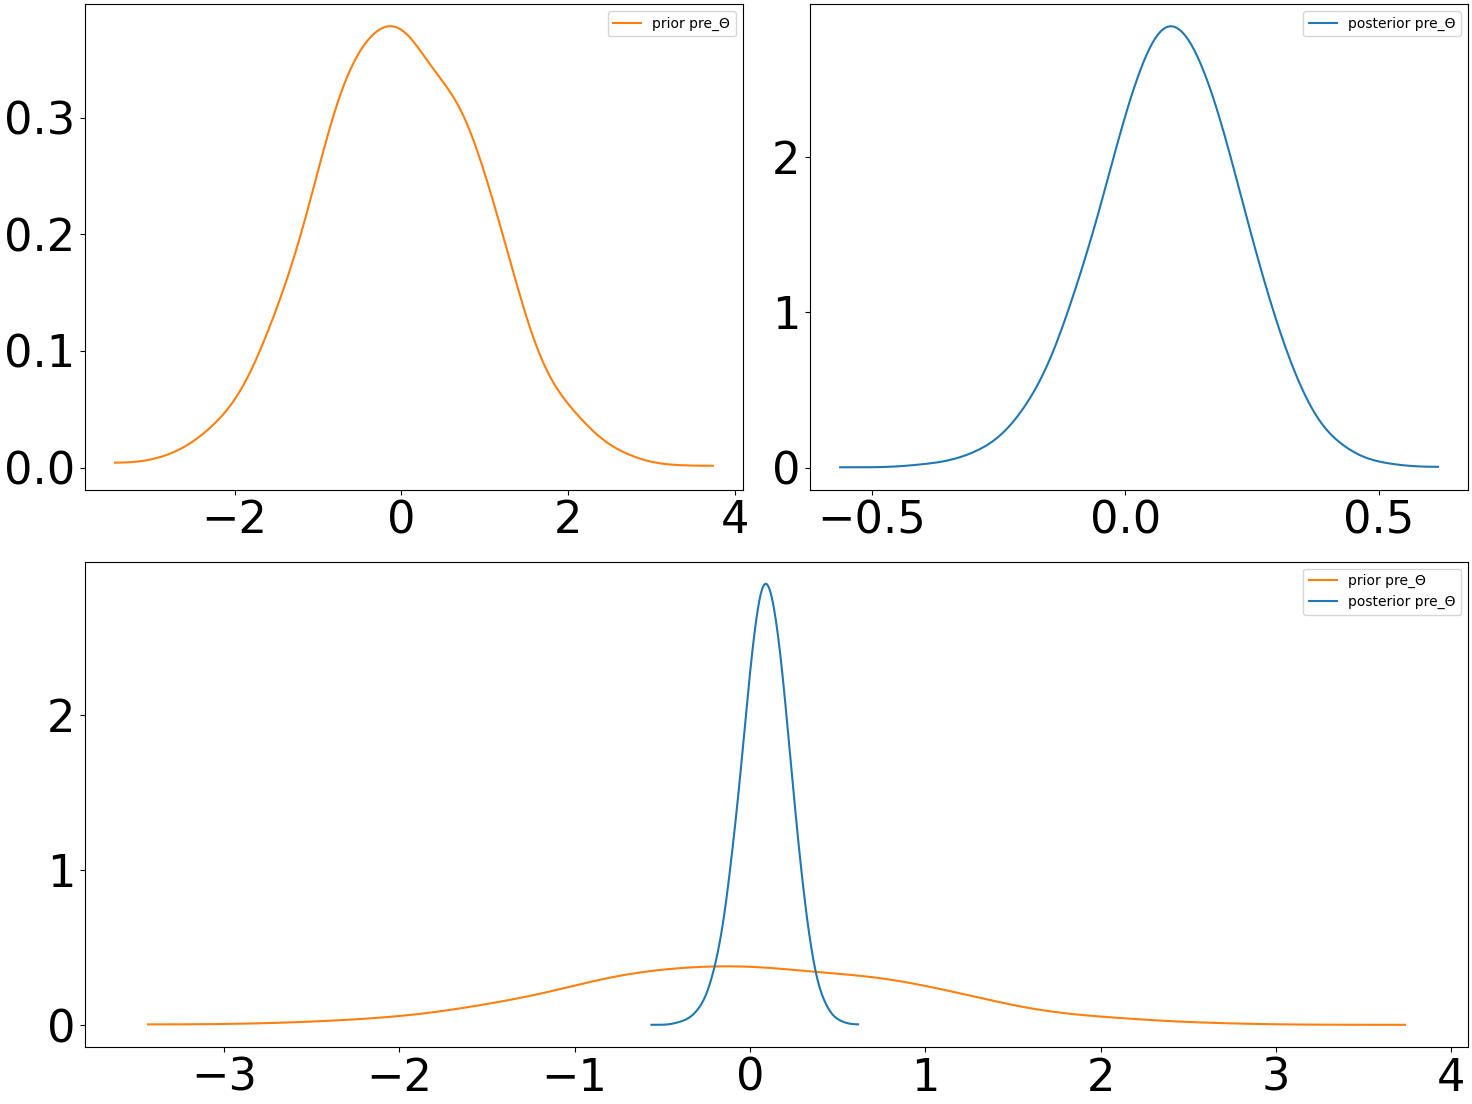 prior pre_Θ
0.3
0.2
0.1
0.0
−2 0 2 4
posterior pre_Θ
2
1
0
−0.5 0.0 0.5
prior pre_Θ
posterior pre_Θ
2
1
0
−3 −2 −1 0 1 2 3 4